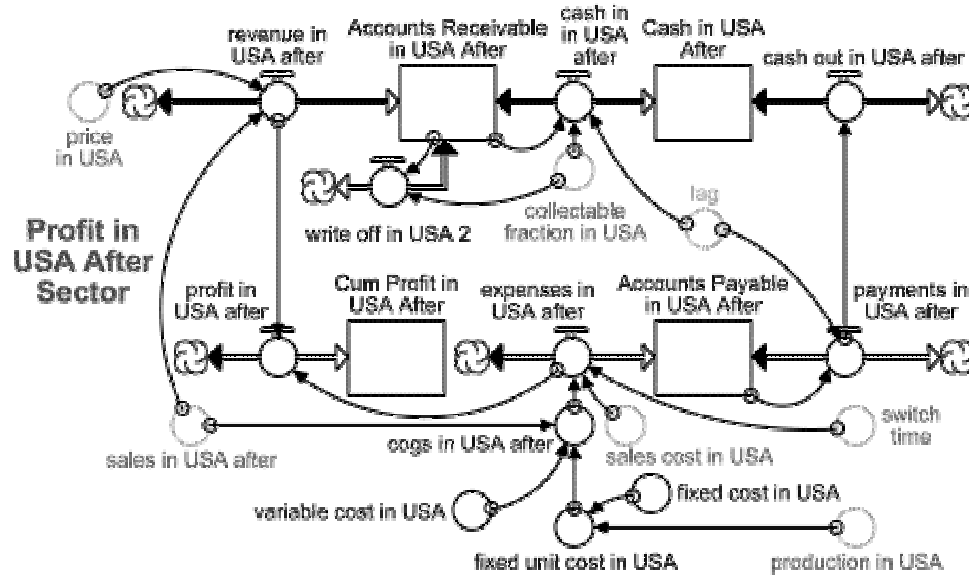 revenue in
USA after
Accounts Receivable
in USA After
cash in
in USA
after
Cash in USA
After
cash out in USA after
price
in USA
write off in USA 2
collectable
fraction in USA
lag
Profit in
USA After
Sector
profit in
USA after
Cum Profit in
USA After
expenses in
USA after
Accounts Payable
in USA After
payments in
USA after
sales in USA after
cogs in USA after
sales cost in USA
switch
time
variable cost in USA
fixed cost in USA
fixed unit cost in USA
production in USA